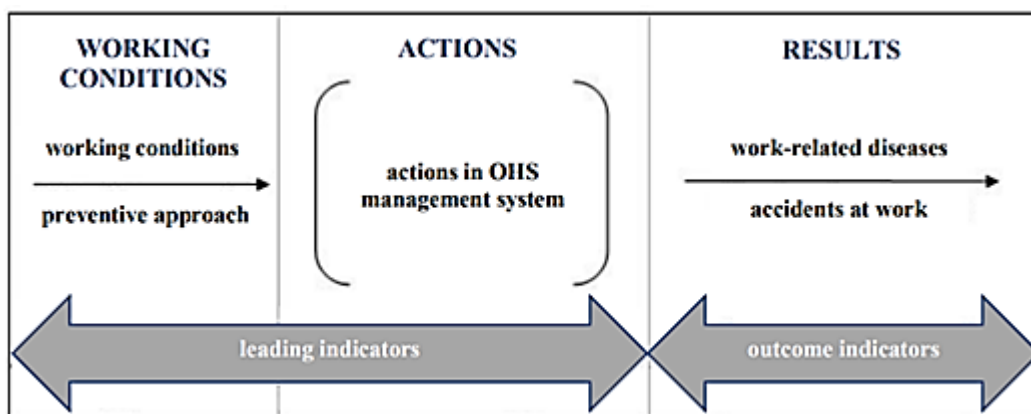 WORKING
CONDITIONS
ACTIONS
RESULTS
working conditions
preventive approach
actions in OHS
management system
work-related diseases
accidents at work
leading indicators
outcome indicators